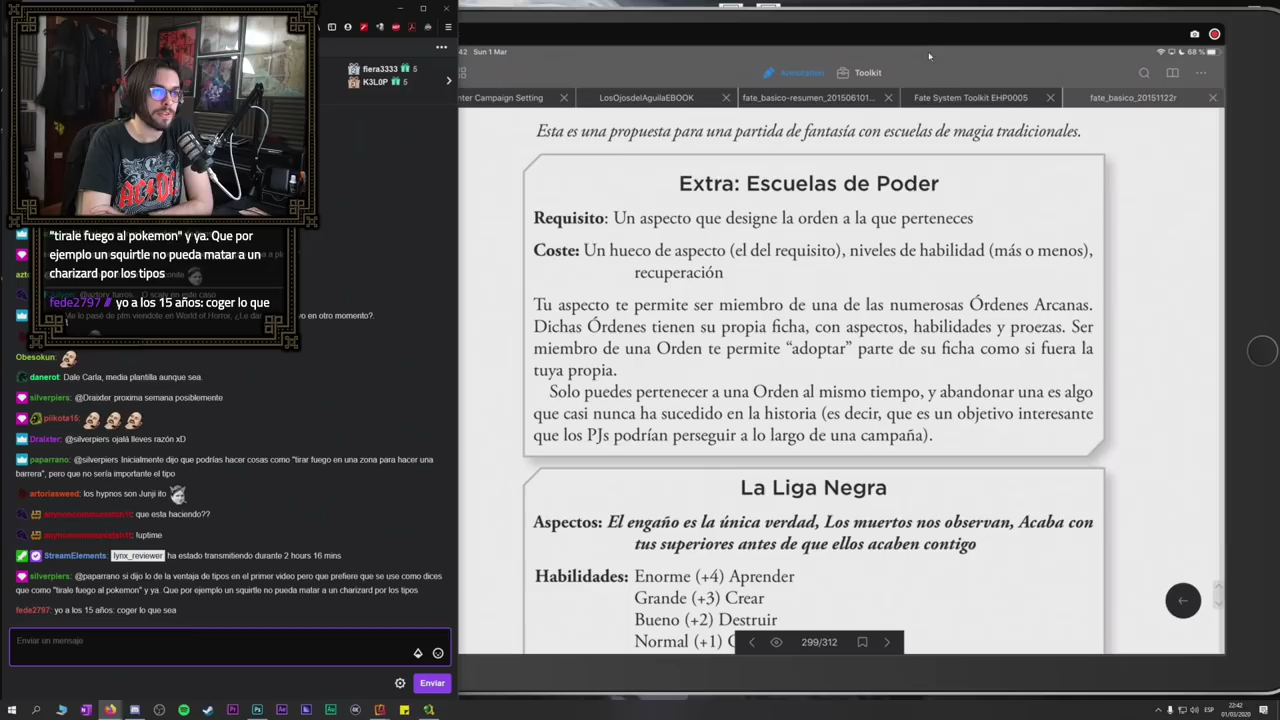 "tirale fuego al pokemon" y ya. Que por
ejemplo un squirtle no pueda matar a un
charizard por los tipos
fede2797 yo a los 15 años: coger lo que
fiera3333 5
K3L0P 5
vo en otro momento?.
Obesokun:
danerot: Dale Carla, media plantilla aunque sea.
silverpiers: @Draixter proxima semana posiblemente
piikota15:
Draixter: @silverpiers ojalá lleves razón xD
paparrano: @silverpiers Inicialmente dijo que podrías hacer cosas como "tirar fuego en una zona para hacer una
barrera", pero que no sería importante el tipo
artoriasweed: los hypnos son Junji ito
que esta haciendo??
!uptime
StreamElements: lynx_reviewer ha estado transmitiendo durante 2 hours 16 mins
silverpiers: @paparrano si dijo lo de la ventaja de tipos en el primer video pero que prefiere que se use como dices
que como "tirale fuego al pokemon" y ya. Que por ejemplo un squirtle no pueda matar a un charizard por los tipos
fede2797: yo a los 15 años: coger lo que sea
Enviar un mensaje
Enviar
42 Sun 1 Mar
68 %
Annotation
Toolkit
nter Campaign Setting
LosOjosdelAguilaEBOOK
fate_basico-resumen_201506101...
Fate System Toolkit EHP0005
fate_basico_20151122r
Esta es una propuesta para una partida de fantasía con escuelas de magia tradicionales.
Extra: Escuelas de Poder
Requisito: Un aspecto que designe la orden a la que perteneces
Coste: Un hueco de aspecto (el del requisito), niveles de habilidad (más o menos),
recuperación
Tu aspecto te permite ser miembro de una de las numerosas Órdenes Arcanas.
Dichas Órdenes tienen su propia ficha, con aspectos, habilidades y proezas. Ser
miembro de una Orden te permite “adoptar” parte de su ficha como si fuera la
tuya propia.
Solo puedes pertenecer a una Orden al mismo tiempo, y abandonar una es algo
que casi nunca ha sucedido en la historia (es decir, que es un objetivo interesante
que los PJs podrían perseguir a lo largo de una campaña).
La Liga Negra
Aspectos: El engaño es la única verdad, Los muertos nos observan, Acaba con
tus superiores antes de que ellos acaben contigo
Habilidades: Enorme (+4) Aprender
Grande (+3) Crear
Bueno (+2) Destruir
Normal (+1)
299/312
ESP
22:42
01/03/2020